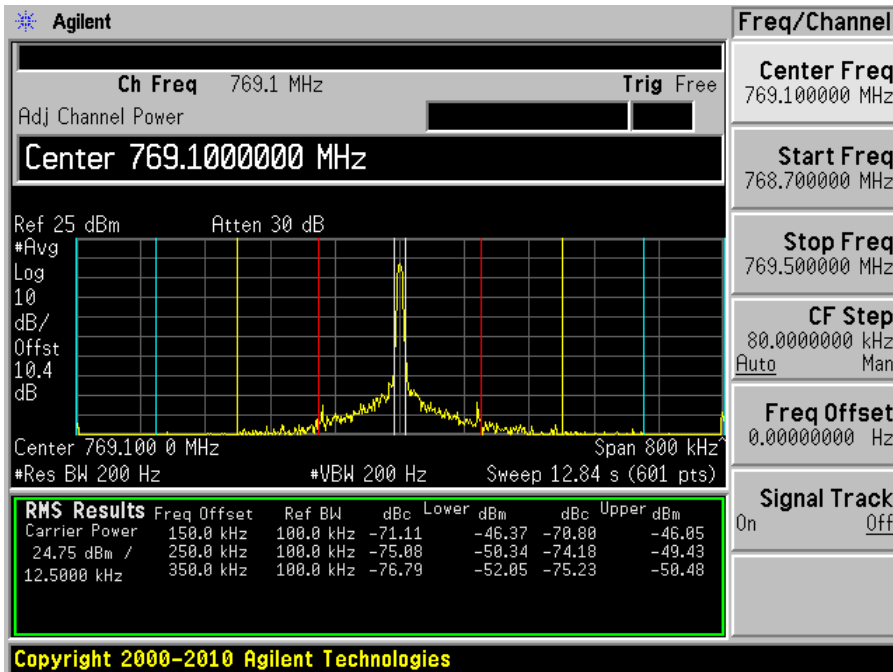 Agilent
Freq/Channel
Ch Freq 769.1 MHz Trig Free
Adj Channel Power
Center 769.1000000 MHz
Ref 25 dBm Atten 30 dB
#Avg
Log
10
dB/
Offst
10.4
dB
Center 769.100 0 MHz Span 800 kHz^
#Res BW 200 Hz #VBW 200 Hz Sweep 12.84 s (601 pts)
RMS Results Freq Offset Ref BW dBc Lower dBm dBc Upper dBm
Carrier Power 150.0 kHz 100.0 kHz -71.11 -46.37 -70.80 -46.05
24.75 dBm / 250.0 kHz 100.0 kHz -75.08 -50.34 -74.18 -49.43
12.5000 kHz 350.0 kHz 100.0 kHz -76.79 -52.05 -75.23 -50.48
Center Freq
769.100000 MHz
Start Freq
768.700000 MHz
Stop Freq
769.500000 MHz
CF Step
80.0000000 kHz
Auto Man
Freq Offset
0.00000000 Hz
Signal Track
On Off
Copyright 2000-2010 Agilent Technologies